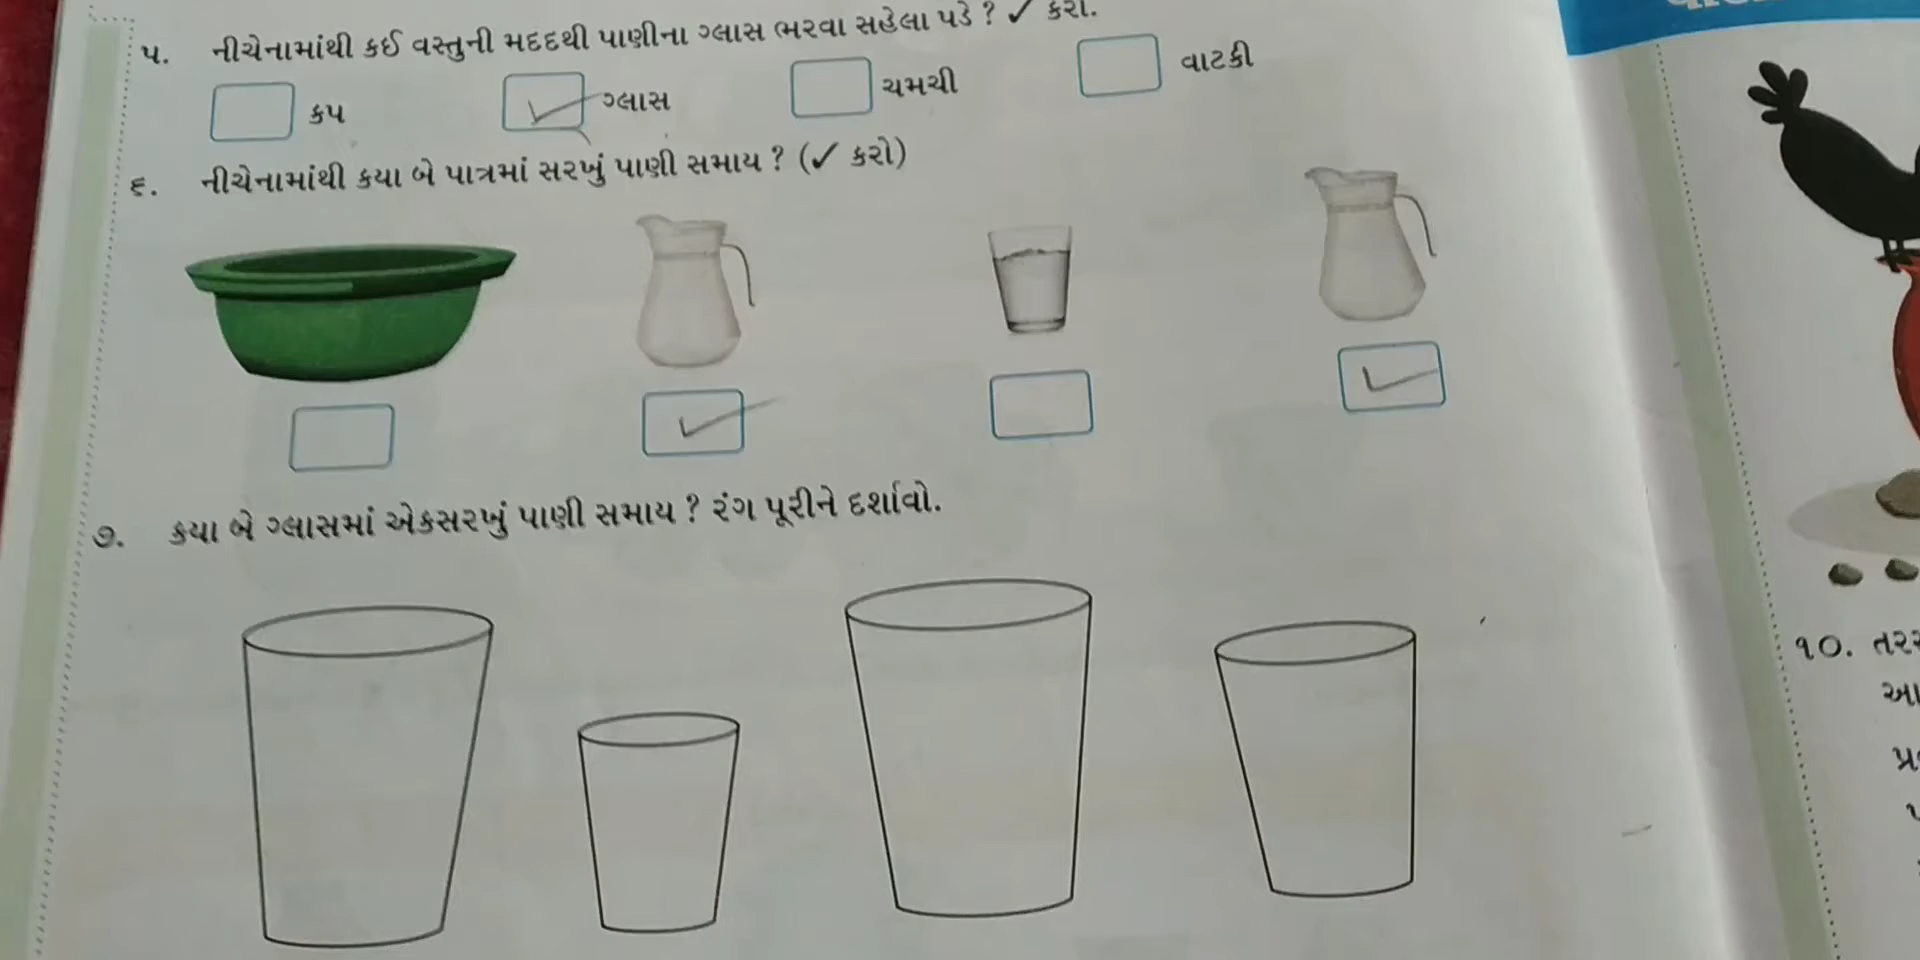 ૫. નીચેનામાંથી કઈ વસ્તુની મદદથી પાણીના ગ્લાસ ભરવા સહેલા પડે ? ✓ કરો.
કપ ✓ ગ્લાસ ચમચી વાટકી
૬. નીચેનામાંથી કયા બે પાત્રમાં સરખું પાણી સમાય ? (✓ કરો)
✓ ✓
૭. કયા બે ગ્લાસમાં એકસરખું પાણી સમાય ? રંગ પૂરીને દર્શાવો.
૧૦.